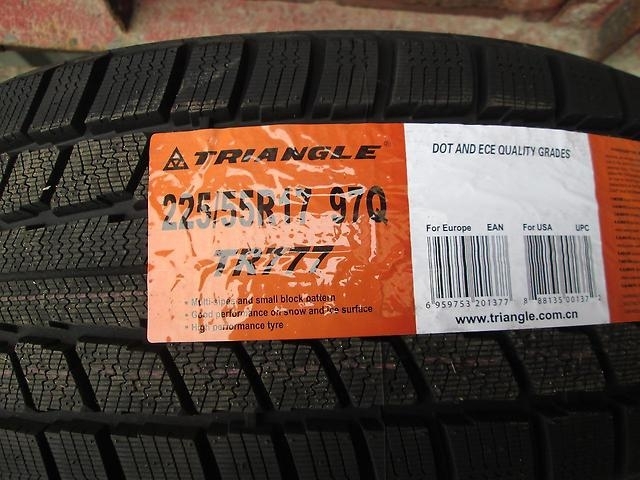 TRIANGLE
225/55R17 97Q
TR777
• Multi-sipes and small block pattern
• Good performance on snow and ice surface
• High performance tyre
DOT AND ECE QUALITY GRADES
For Europe EAN
6 959753 201377
For USA UPC
8 88135 00137 2
www.triangle.com.cn